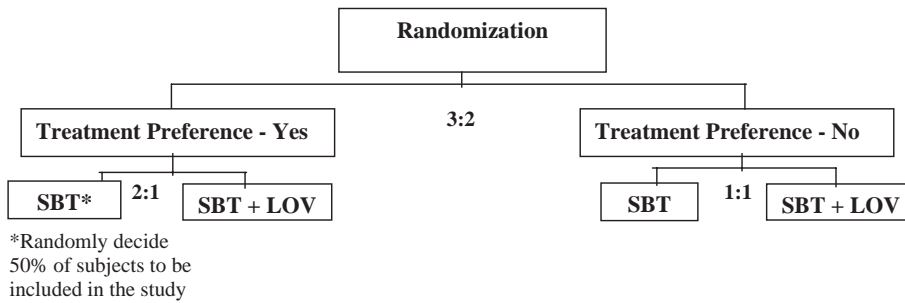 Randomization
3:2
Treatment Preference - Yes
Treatment Preference - No
2:1
1:1
SBT*
SBT + LOV
SBT
SBT + LOV
*Randomly decide
50% of subjects to be
included in the study